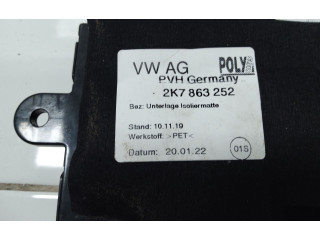 VW AG POLY
PVH Germany
2K7 863 252
Bez: Unterlage Isoliermatte
Stand: 10.11.19
Werkstoff: >PET<
Datum: 20.01.22 01S